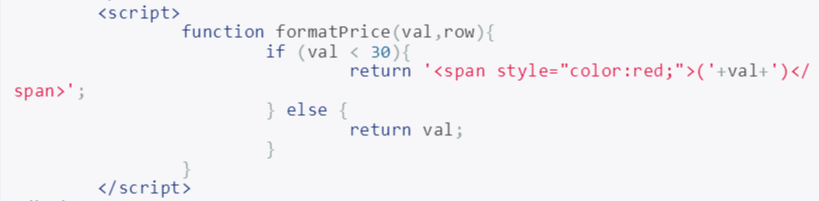 <script>
function formatPrice(val,row){
if (val < 30){
return '<span style="color:red;">('+val+')</
span>';
} else {
return val;
}
}
</script>